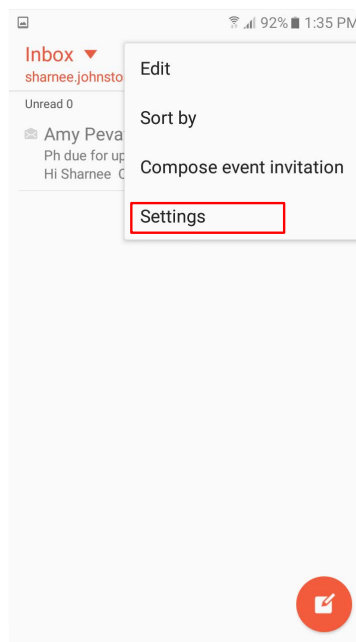 92% 1:35 PM
Inbox
sharnee.johnsto
Unread 0
Amy Peva
Ph due for up
Hi Sharnee
Edit
Sort by
Compose event invitation
Settings